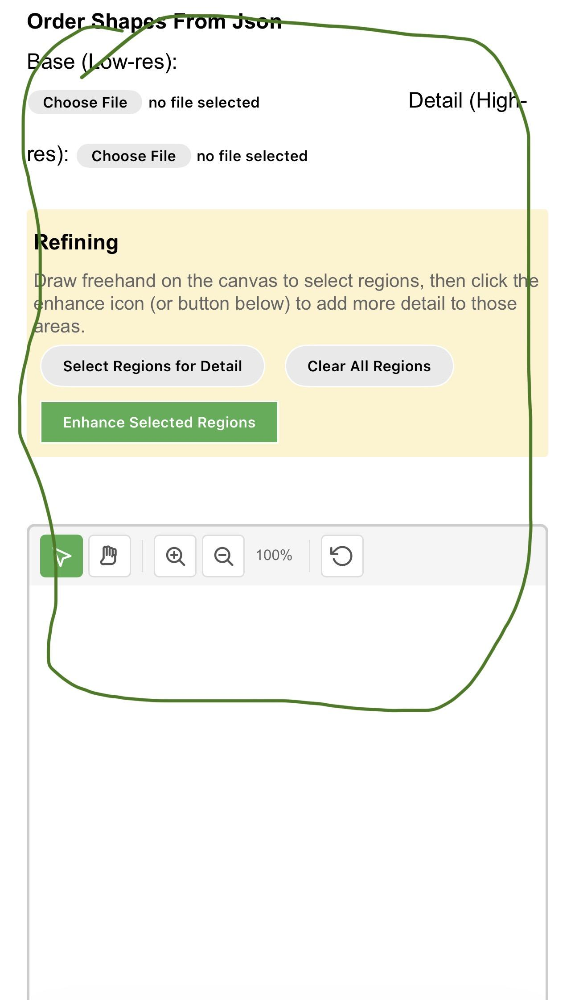 Order Shapes From Json
Base (Low-res):
Choose File no file selected Detail (High-
res): Choose File no file selected
Refining
Draw freehand on the canvas to select regions, then click the
enhance icon (or button below) to add more detail to those
areas.
Select Regions for Detail Clear All Regions
Enhance Selected Regions
100%